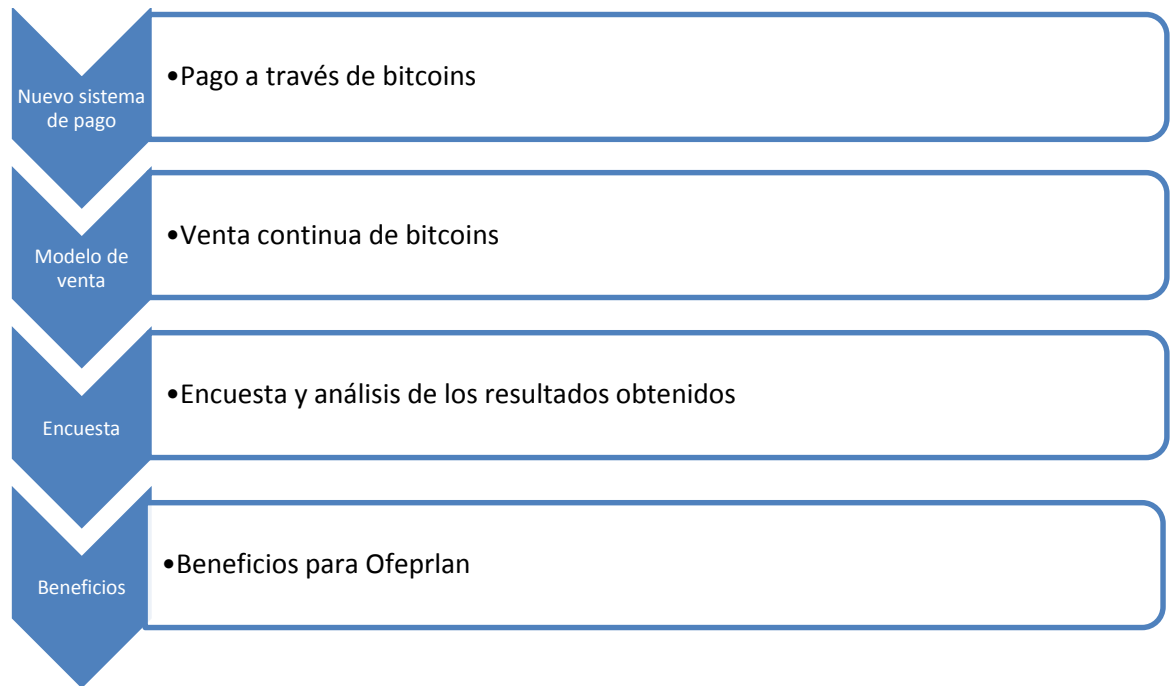 Nuevo sistema
de pago
•Pago a través de bitcoins
Modelo de
venta
•Venta continua de bitcoins
Encuesta
•Encuesta y análisis de los resultados obtenidos
Beneficios
•Beneficios para Ofeprlan